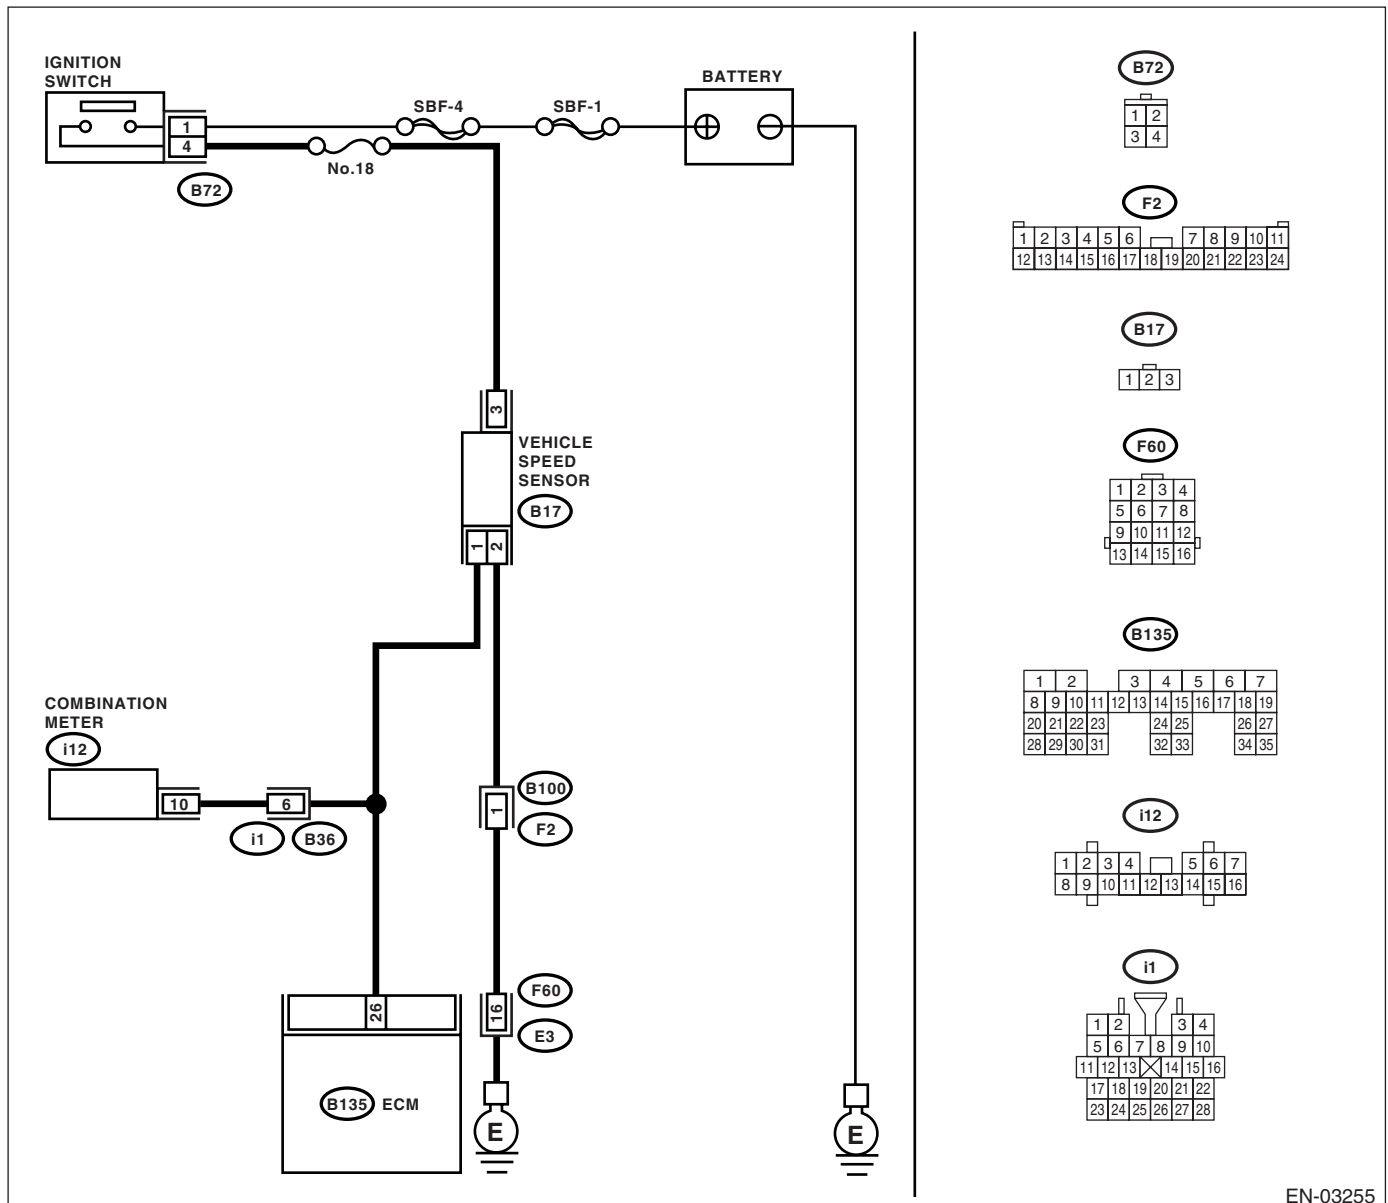 IGNITION
SWITCH
1
4
B72
No.18
SBF-4
SBF-1
BATTERY
3
VEHICLE
SPEED
SENSOR
B17
1 2
COMBINATION
METER
i12
10
6
i1
B36
1
B100
F2
26
16
F60
E3
B135
ECM
E
E
B72
1 2
3 4
F2
1 2 3 4 5 6 7 8 9 10 11
12 13 14 15 16 17 18 19 20 21 22 23 24
B17
1 2 3
F60
1 2 3 4
5 6 7 8
9 10 11 12
13 14 15 16
B135
1 2 3 4 5 6 7
8 9 10 11 12 13 14 15 16 17 18 19
20 21 22 23 24 25 26 27
28 29 30 31 32 33 34 35
i12
1 2 3 4 5 6 7
8 9 10 11 12 13 14 15 16
i1
1 2 3 4
5 6 7 8 9 10
11 12 13 14 15 16
17 18 19 20 21 22
23 24 25 26 27 28
EN-03255